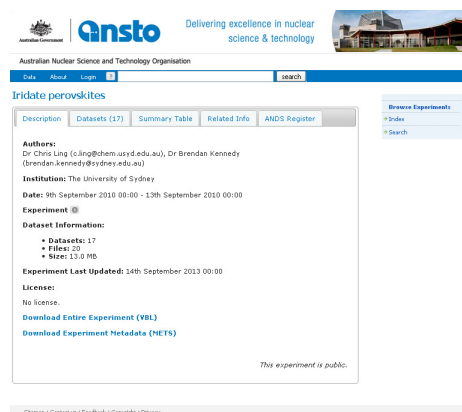 Australian Government
ansto
Delivering excellence in nuclear
science & technology
Australian Nuclear Science and Technology Organisation
Data About Login ? search
Iridate perovskites
Description Datasets (17) Summary Table Related Info ANDS Register
Authors:
Dr Chris Ling (c.ling@chem.usyd.edu.au), Dr Brendan Kennedy
(brendan.kennedy@sydney.edu.au)
Institution: The University of Sydney
Date: 9th September 2010 00:00 - 13th September 2010 00:00
Experiment
Dataset Information:
• Datasets: 17
• Files: 20
• Size: 13.0 MB
Experiment Last Updated: 14th September 2013 00:00
License:
No license.
Download Entire Experiment (VBL)
Download Experiment Metadata (METS)
This experiment is public.
Browse Experiments
Index
Search